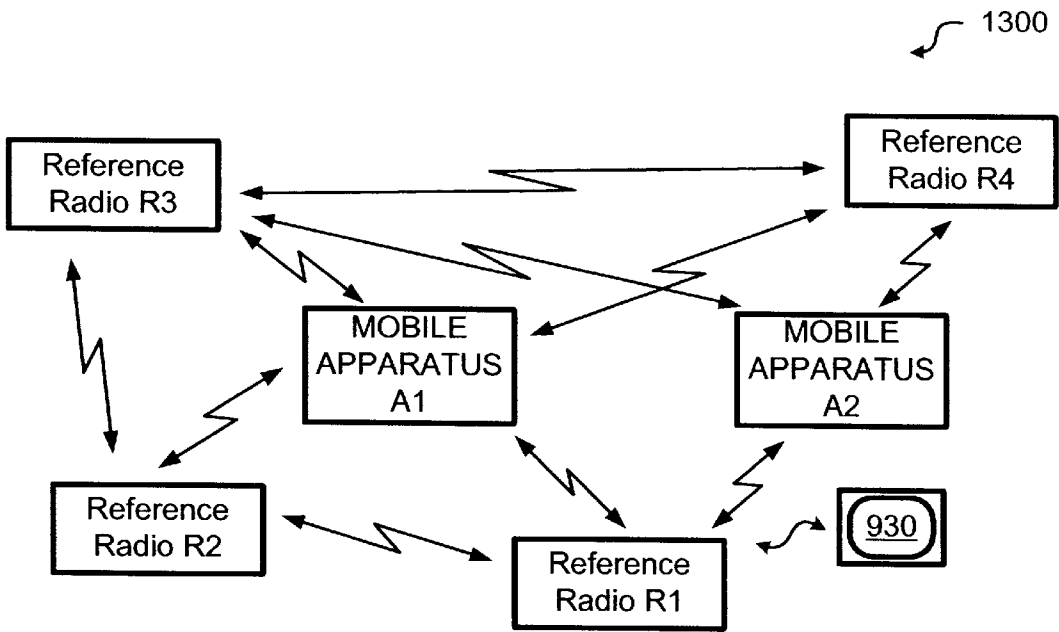 1300
Reference
Radio R3
Reference
Radio R4
MOBILE
APPARATUS
A1
MOBILE
APPARATUS
A2
Reference
Radio R2
Reference
Radio R1
930